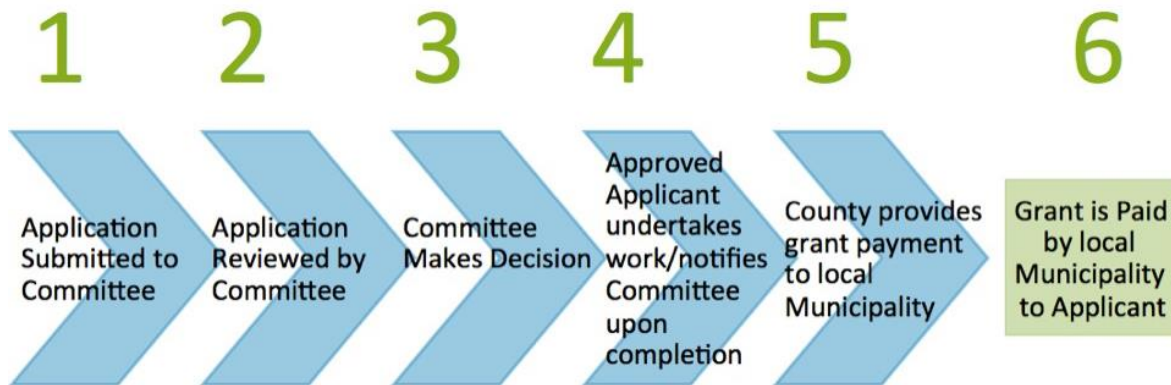 1
2
3
4
5
6
Application
Submitted to
Committee
Application
Reviewed by
Committee
Committee
Makes Decision
Approved
Applicant
undertakes
work/notifies
Committee
upon
completion
County provides
grant payment
to local
Municipality
Grant is Paid
by local
Municipality
to Applicant